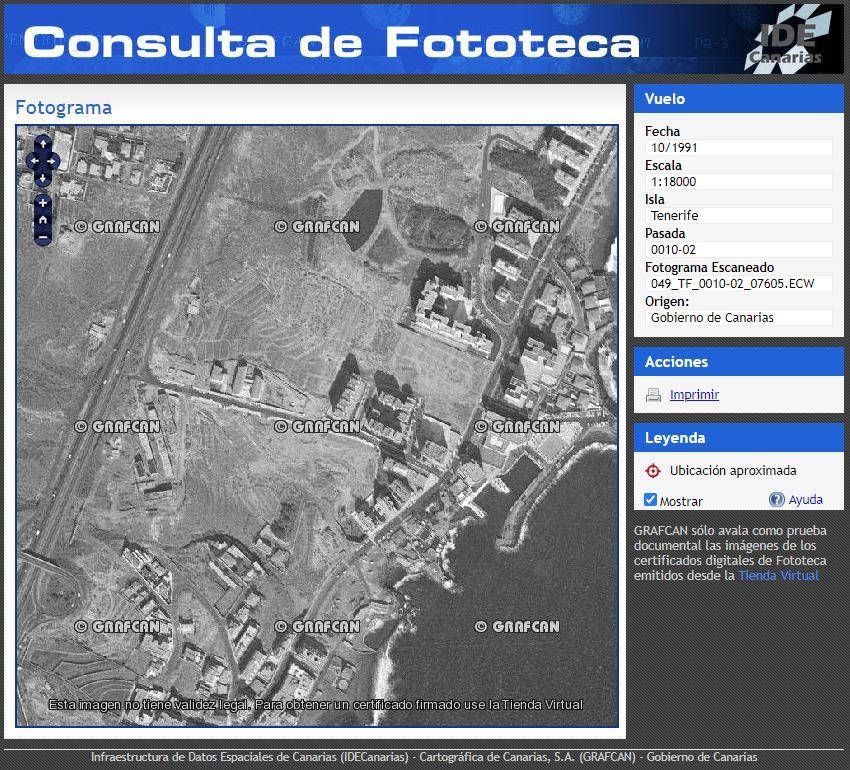 Consulta de Fototeca
IDE
Canarias
Fotograma
© GRAFCAN © GRAFCAN © GRAFCAN
© GRAFCAN © GRAFCAN © GRAFCAN
© GRAFCAN © GRAFCAN © GRAFCAN
Esta imagen no tiene validez legal. Para obtener un certificado firmado use la Tienda Virtual
Vuelo
Fecha
10/1991
Escala
1:18000
Isla
Tenerife
Pasada
0010-02
Fotograma Escaneado
049_TF_0010-02_07605.ECW
Origen:
Gobierno de Canarias
Acciones
Imprimir
Leyenda
Ubicación aproximada
Mostrar
Ayuda
GRAFCAN sólo avala como prueba
documental las imágenes de los
certificados digitales de Fototeca
emitidos desde la Tienda Virtual
Infraestructura de Datos Espaciales de Canarias (IDECanarias) - Cartográfica de Canarias, S.A. (GRAFCAN) - Gobierno de Canarias